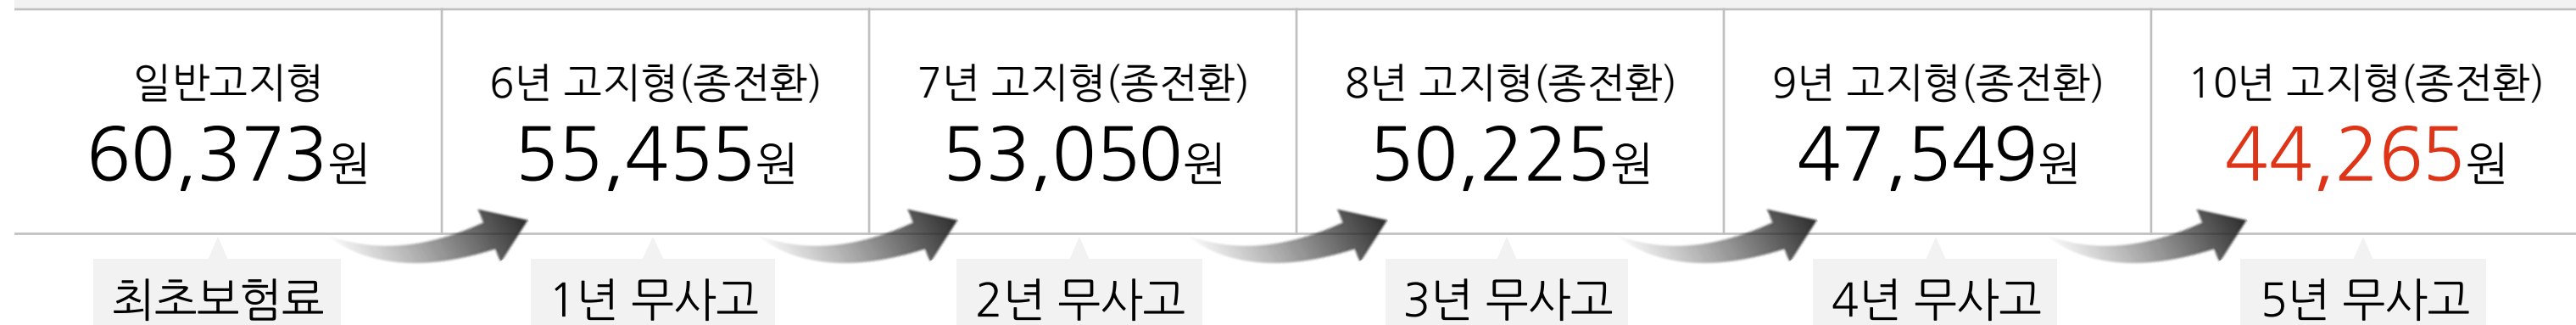 일반고지형
60,373원
최초보험료
6년 고지형(종전환)
55,455원
1년 무사고
7년 고지형(종전환)
53,050원
2년 무사고
8년 고지형(종전환)
50,225원
3년 무사고
9년 고지형(종전환)
47,549원
4년 무사고
10년 고지형(종전환)
44,265원
5년 무사고